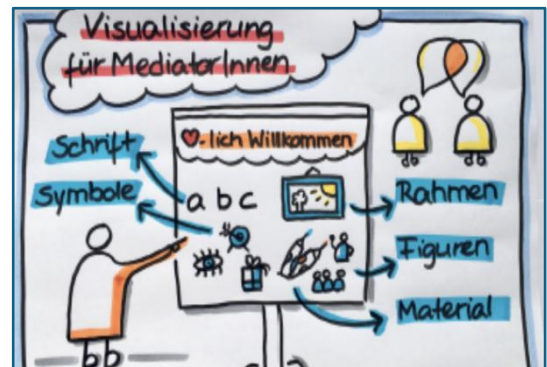 Visualisierung
für MediatorInnen
♥-lich Willkommen
Schrift
Symbole
a b c
Rahmen
Figuren
Material